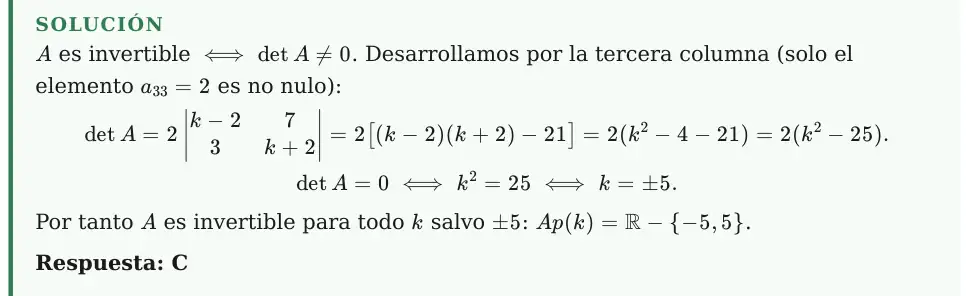 SOLUCIÓN
A es invertible ⟺ det A ≠ 0. Desarrollamos por la tercera columna (solo el
elemento a₃₃ = 2 es no nulo):
det A = 2 |k − 2 7; 3 k + 2| = 2[(k − 2)(k + 2) − 21] = 2(k² − 4 − 21) = 2(k² − 25).
det A = 0 ⟺ k² = 25 ⟺ k = ±5.
Por tanto A es invertible para todo k salvo ±5: Ap(k) = ℝ − {−5, 5}.
Respuesta: C